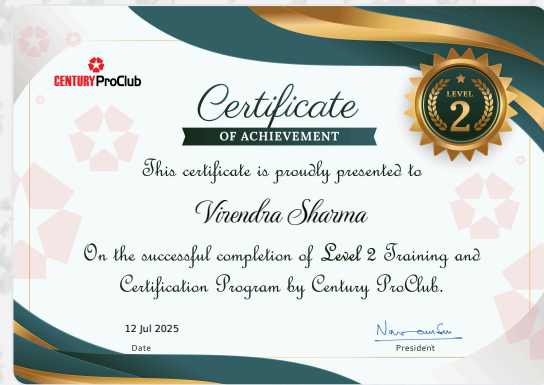 CENTURY ProClub
LEVEL
2
Certificate
OF ACHIEVEMENT
This certificate is proudly presented to
Virendra Sharma
On the successful completion of Level 2 Training and
Certification Program by Century ProClub.
12 Jul 2025
Date
President